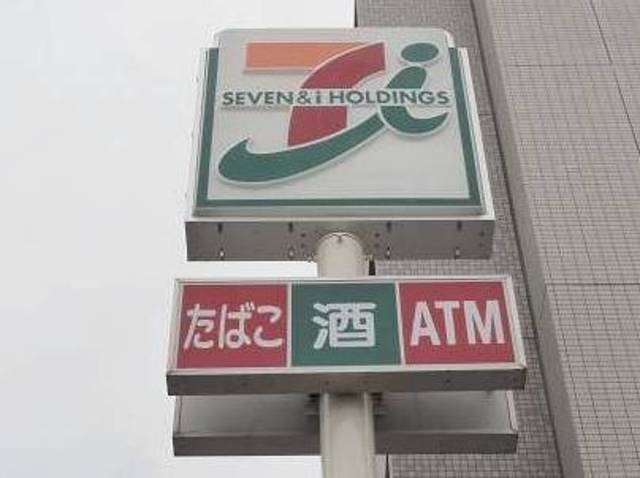 SEVEN & i HOLDINGS
たばこ 酒 ATM